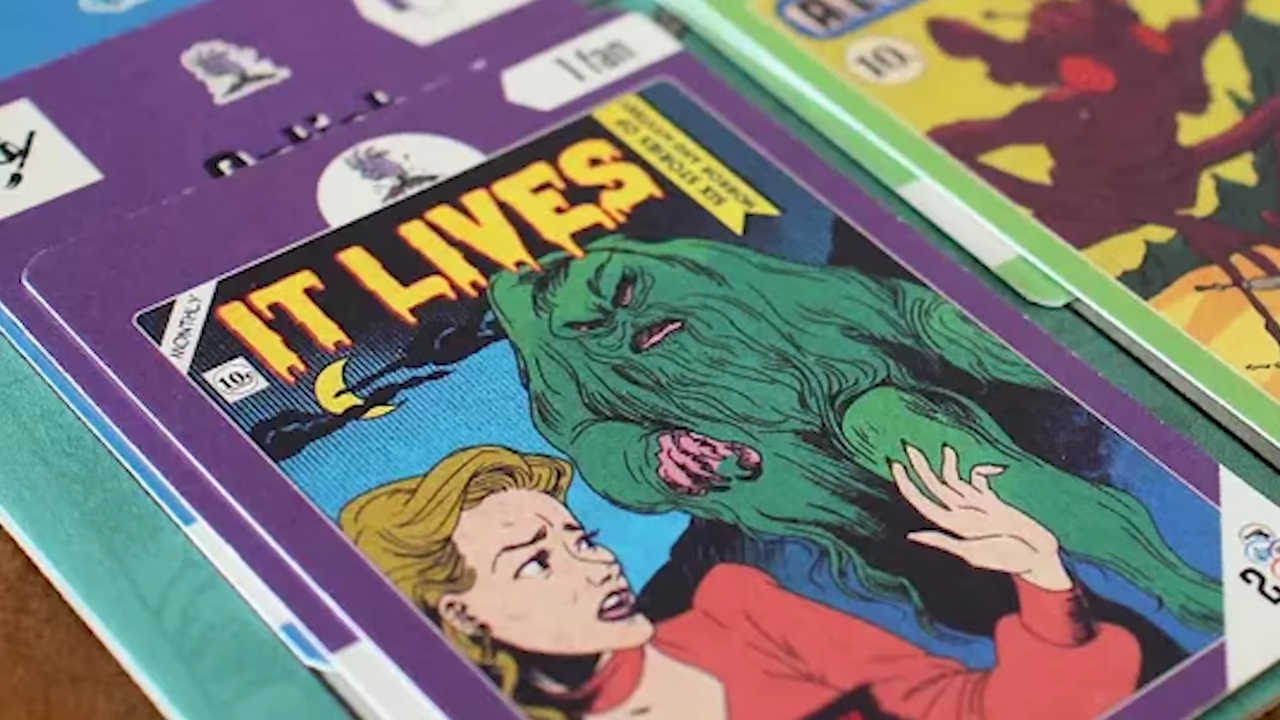 1 fan
IT LIVES
SIX STORIES OF
HORROR AND MYSTERY
MONTHLY
10¢
10¢